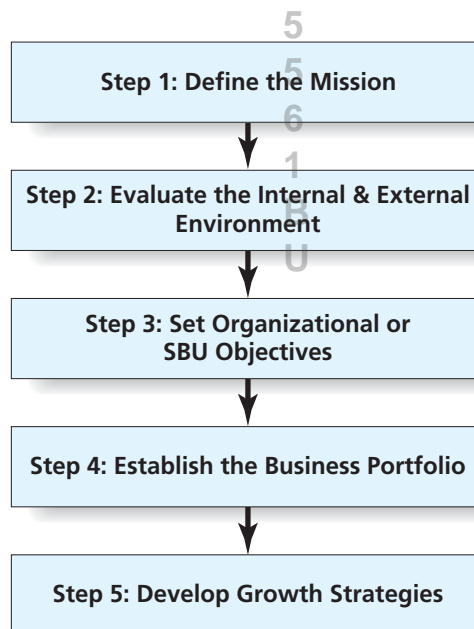 5
5
6
1
B
U
Step 1: Define the Mission
Step 2: Evaluate the Internal & External
Environment
Step 3: Set Organizational or
SBU Objectives
Step 4: Establish the Business Portfolio
Step 5: Develop Growth Strategies